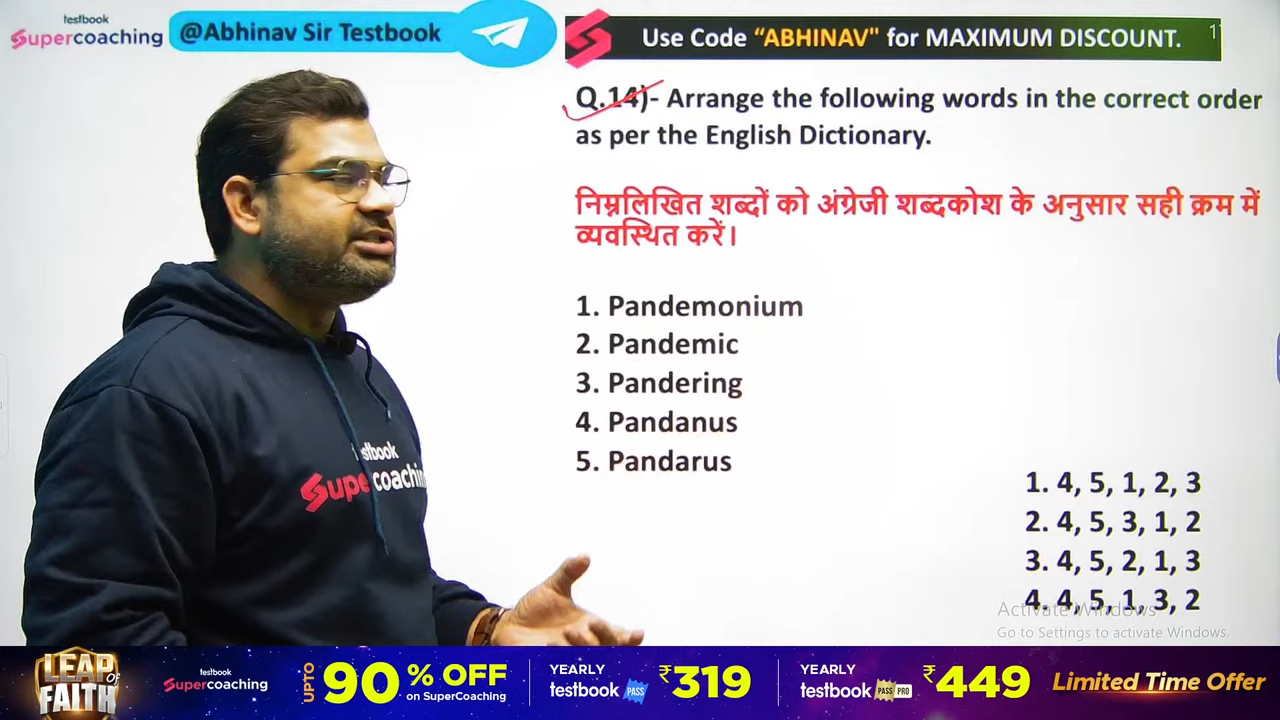 testbook
Supercoaching
@Abhinav Sir Testbook
Use Code “ABHINAV" for MAXIMUM DISCOUNT.
Q.14)- Arrange the following words in the correct order
as per the English Dictionary.
निम्नलिखित शब्दों को अंग्रेजी शब्दकोश के अनुसार सही क्रम में
व्यवस्थित करें।
1. Pandemonium
2. Pandemic
3. Pandering
4. Pandanus
5. Pandarus
1. 4, 5, 1, 2, 3
2. 4, 5, 3, 1, 2
3. 4, 5, 2, 1, 3
4. 4, 5, 1, 3, 2
Activate Windows
Go to Settings to activate Windows.
testbook
Supercoaching
LEAP OF
FAITH
testbook
Supercoaching
UPTO 90% OFF
on SuperCoaching
YEARLY
testbook PASS
₹319
YEARLY
testbook PASS PRO
₹449
Limited Time Offer